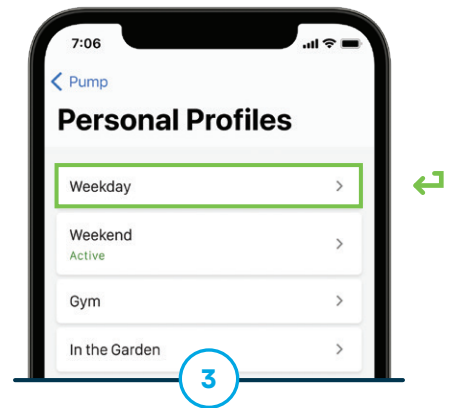 7:06
Pump
Personal Profiles
Weekday
Weekend
Active
Gym
In the Garden
3